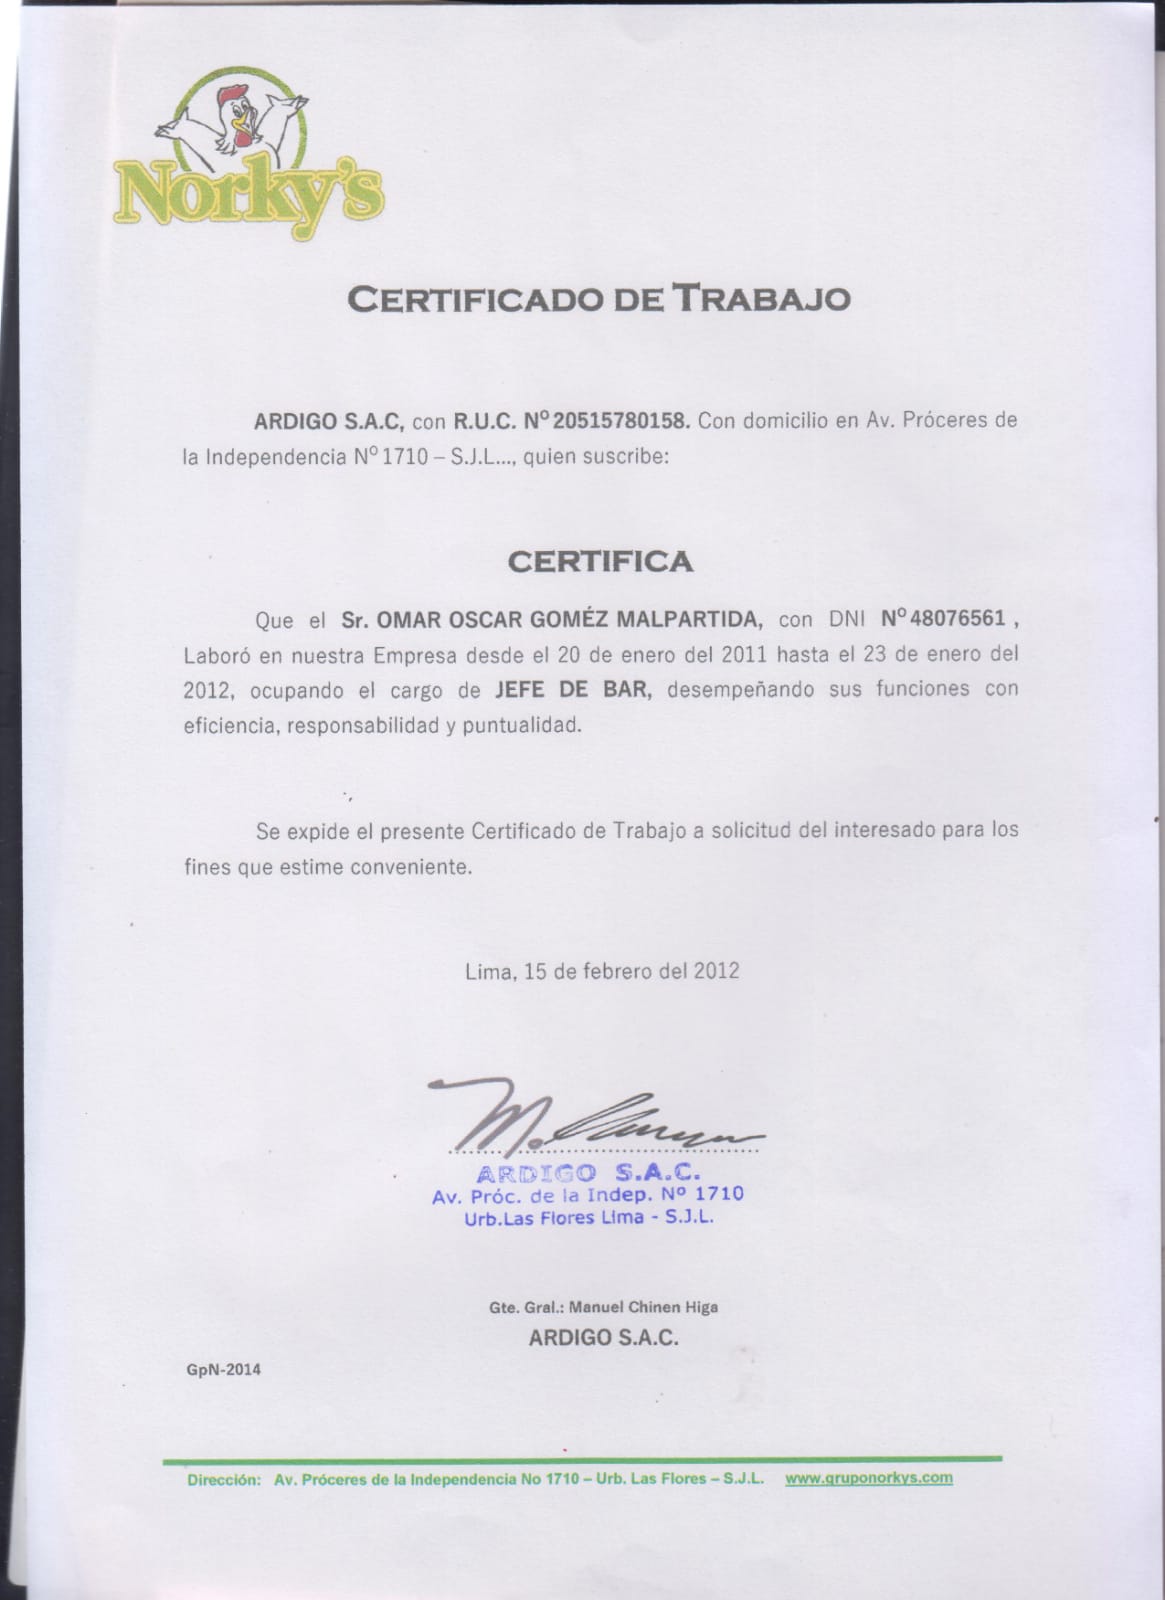 Norky's
CERTIFICADO DE TRABAJO
ARDIGO S.A.C, con R.U.C. Nº 20515780158. Con domicilio en Av. Próceres de
la Independencia Nº 1710 – S.J.L..., quien suscribe:
CERTIFICA
Que el Sr. OMAR OSCAR GOMÉZ MALPARTIDA, con DNI Nº 48076561 ,
Laboró en nuestra Empresa desde el 20 de enero del 2011 hasta el 23 de enero del
2012, ocupando el cargo de JEFE DE BAR, desempeñando sus funciones con
eficiencia, responsabilidad y puntualidad.
Se expide el presente Certificado de Trabajo a solicitud del interesado para los
fines que estime conveniente.
Lima, 15 de febrero del 2012
ARDIGO S.A.C.
Av. Próc. de la Indep. Nº 1710
Urb.Las Flores Lima - S.J.L.
Gte. Gral.: Manuel Chinen Higa
ARDIGO S.A.C.
GpN-2014
Dirección: Av. Próceres de la Independencia No 1710 – Urb. Las Flores – S.J.L. www.gruponorkys.com